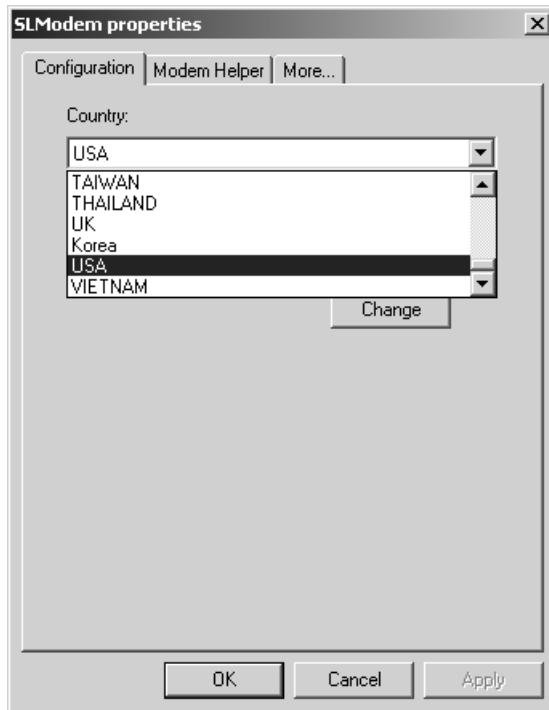 SLModem properties
Configuration
Modem Helper
More...
Country:
USA
TAIWAN
THAILAND
UK
Korea
USA
VIETNAM
Change
OK
Cancel
Apply